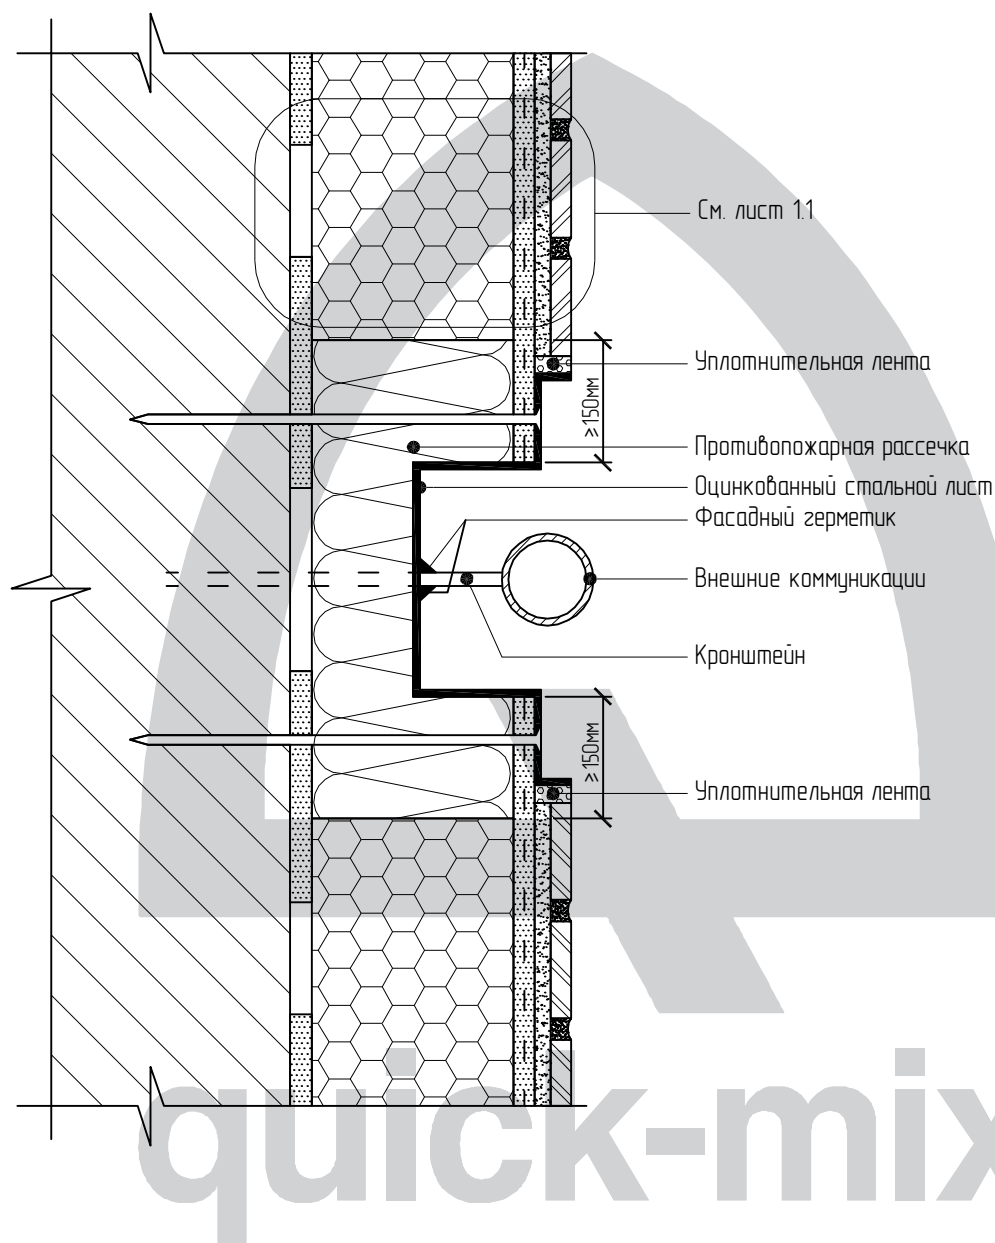 См. лист 1.1
Уплотнительная лента
≥150мм
Противопожарная рассечка
Оцинкованный стальной лист
Фасадный герметик
Внешние коммуникации
Кронштейн
≥150мм
Уплотнительная лента
quick-mix